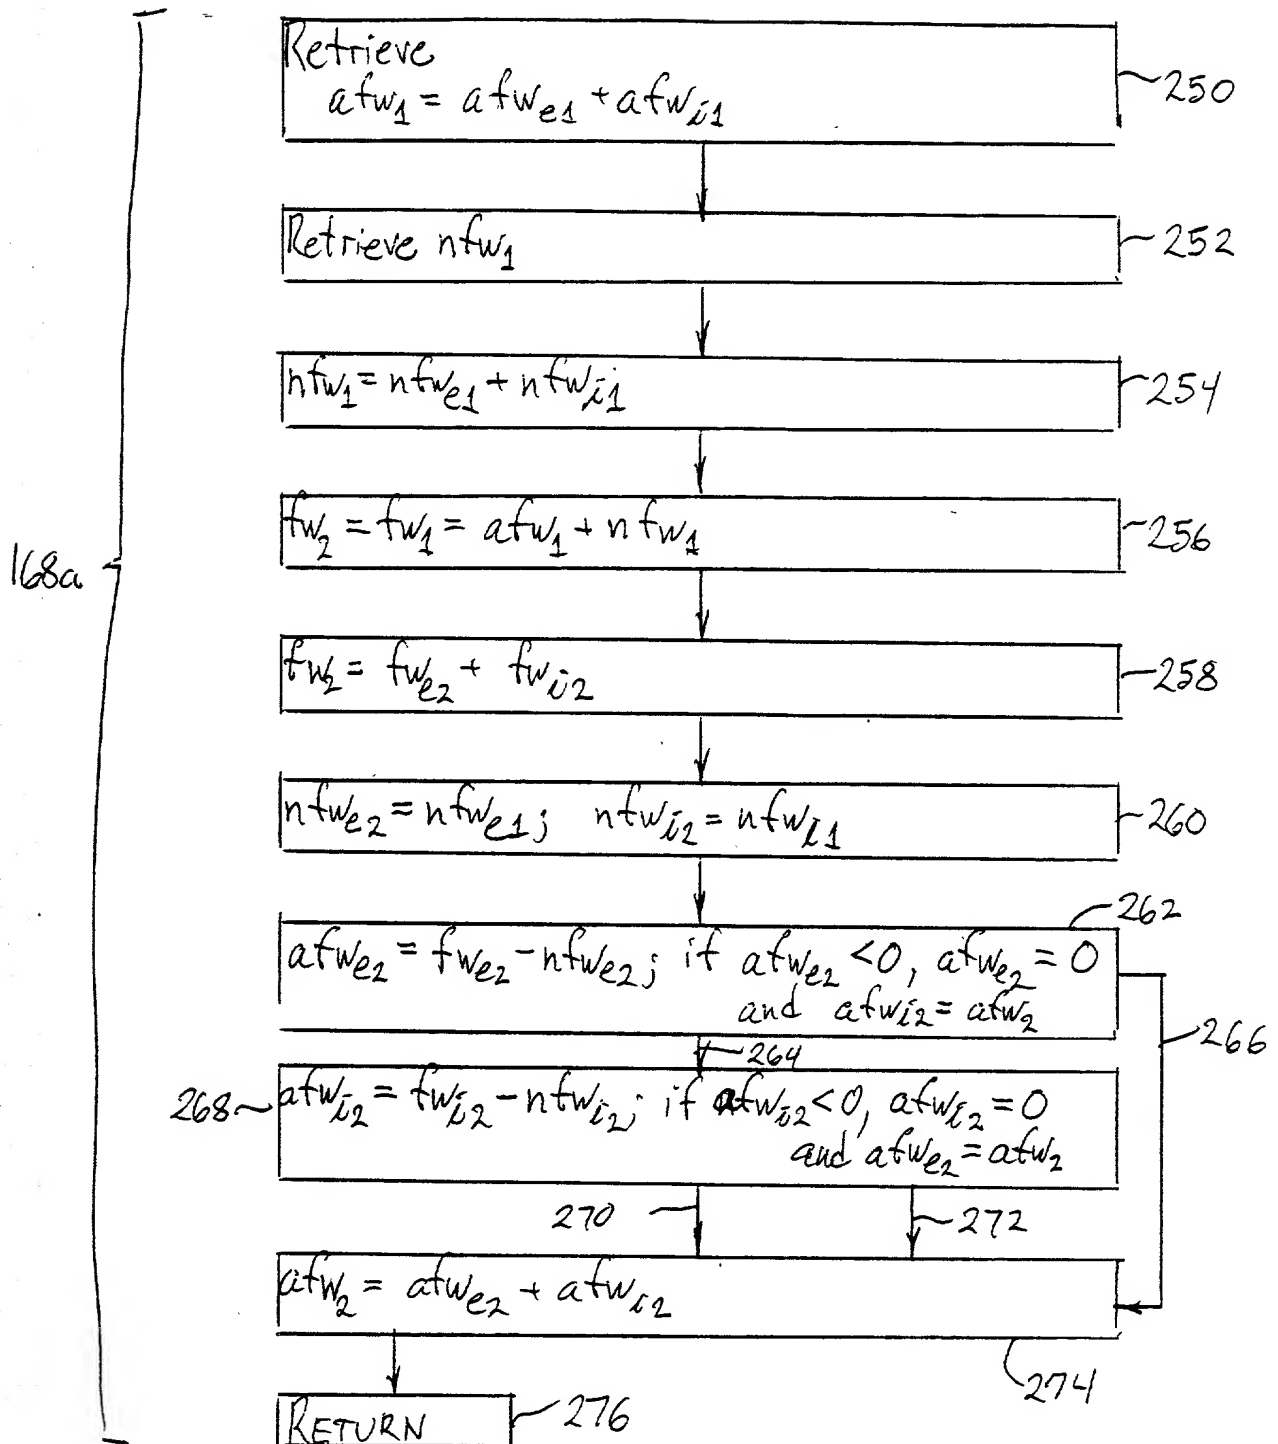 Retrieve
afw₁ = afwₑ₁ + afwᵢ₁
250
Retrieve nfw₁
252
nfw₁ = nfwₑ₁ + nfwᵢ₁
254
fw₂ = fw₁ = afw₁ + nfw₁
256
168a
fw₂ = fwₑ₂ + fwᵢ₂
258
nfwₑ₂ = nfwₑ₁; nfwᵢ₂ = nfwᵢ₁
260
262
afwₑ₂ = fwₑ₂ - nfwₑ₂; if afwₑ₂ < 0, afwₑ₂ = 0
and afwᵢ₂ = afw₂
266
264
268
afwᵢ₂ = fwᵢ₂ - nfwᵢ₂; if afwᵢ₂ < 0, afwᵢ₂ = 0
and afwₑ₂ = afw₂
270
272
afw₂ = afwₑ₂ + afwᵢ₂
274
RETURN
276